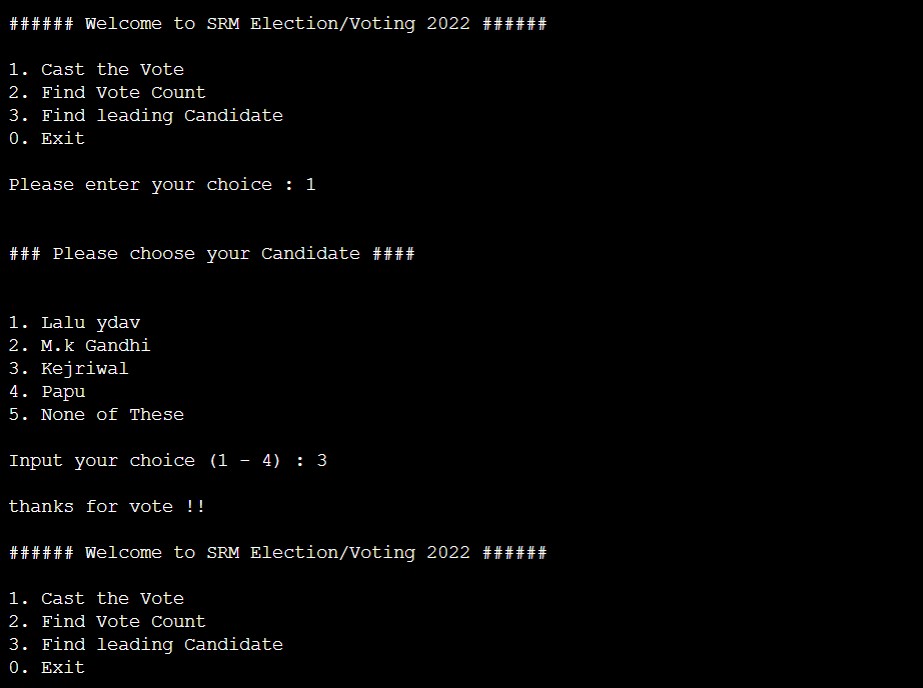 ###### Welcome to SRM Election/Voting 2022 ######
1. Cast the Vote
2. Find Vote Count
3. Find leading Candidate
0. Exit
Please enter your choice : 1
### Please choose your Candidate ####
1. Lalu ydav
2. M.k Gandhi
3. Kejriwal
4. Papu
5. None of These
Input your choice (1 - 4) : 3
thanks for vote !!
###### Welcome to SRM Election/Voting 2022 ######
1. Cast the Vote
2. Find Vote Count
3. Find leading Candidate
0. Exit